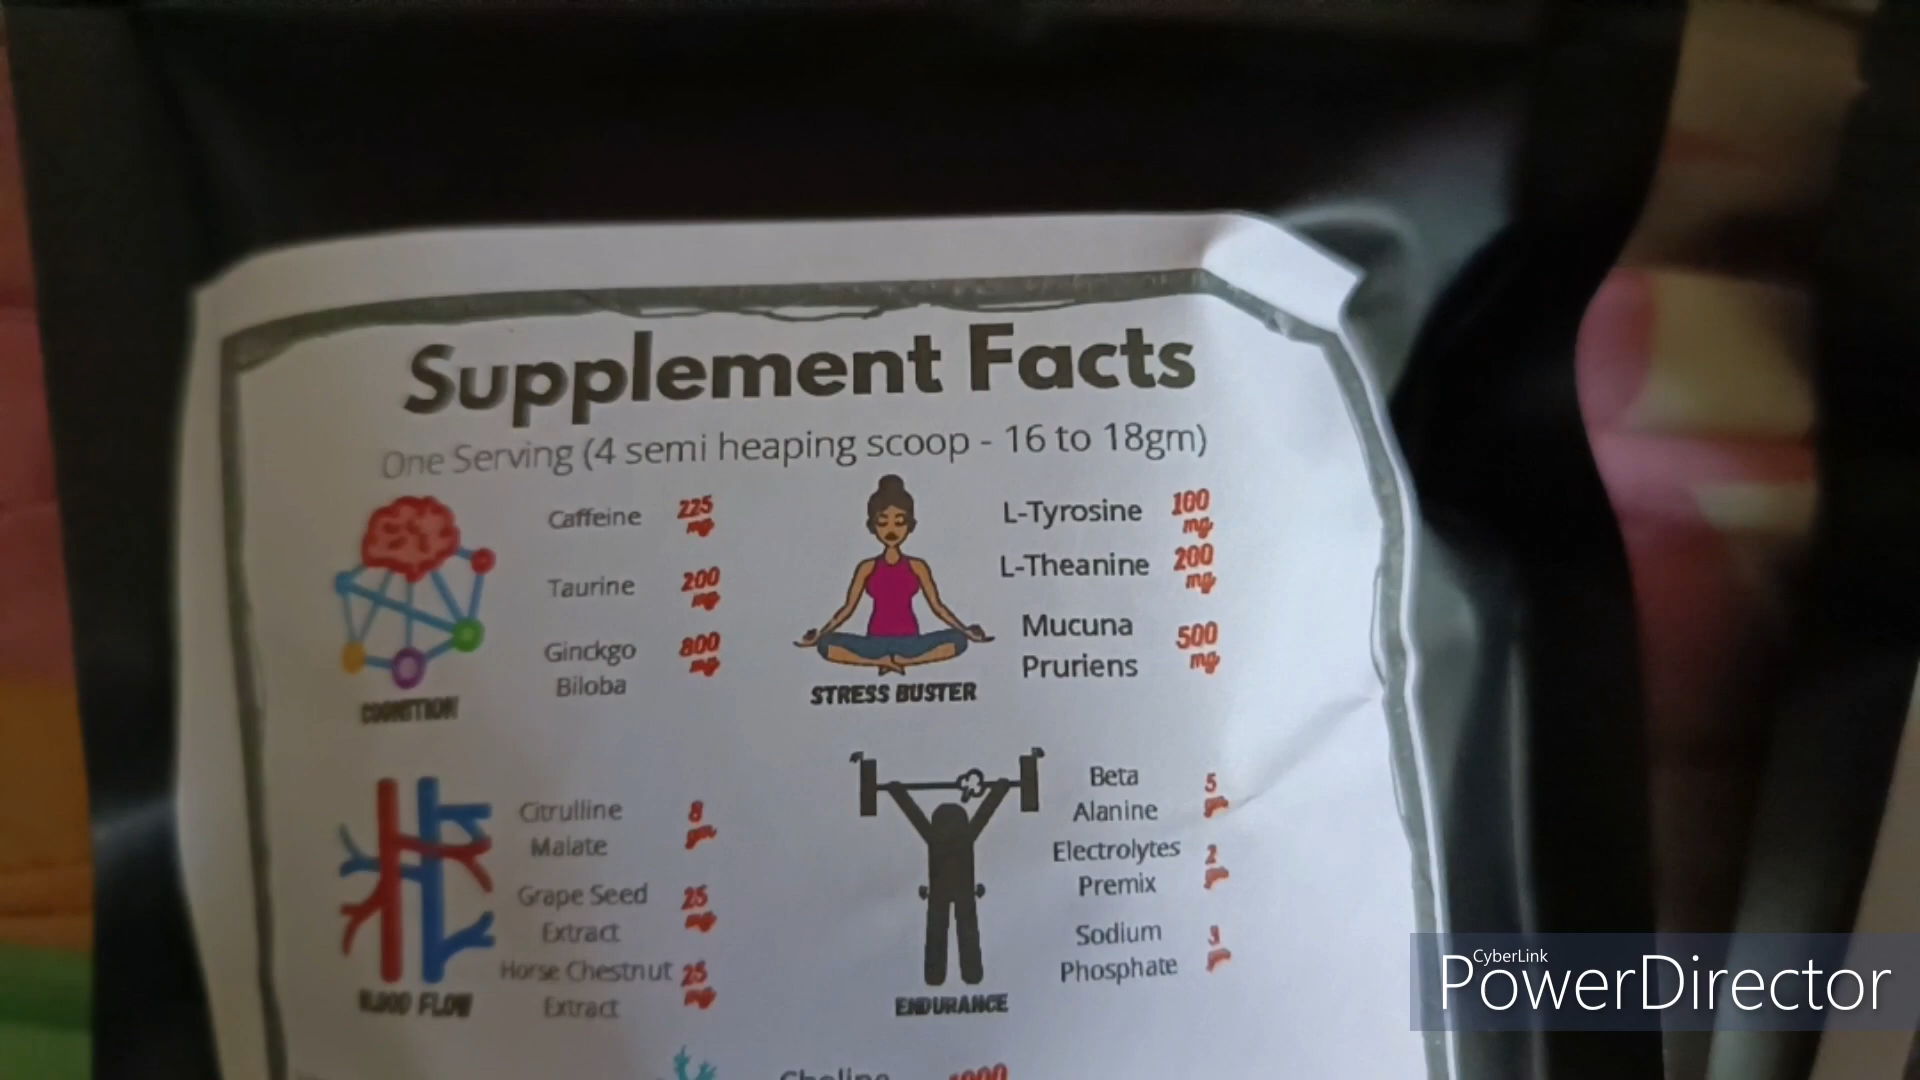 Supplement Facts
One Serving (4 semi heaping scoop - 16 to 18gm)
Caffeine 225 mg
Taurine 200 mg
Ginckgo Biloba 800 mg
COGNITION
STRESS BUSTER
L-Tyrosine 100 mg
L-Theanine 200 mg
Mucuna Pruriens 500 mg
Citrulline Malate 8 gm
Grape Seed Extract 25 mg
Horse Chestnut Extract 25 mg
BLOOD FLOW
ENDURANCE
Beta Alanine 5 gm
Electrolytes Premix 2 gm
Sodium Phosphate 3 gm
Choline 1000
CyberLink
PowerDirector